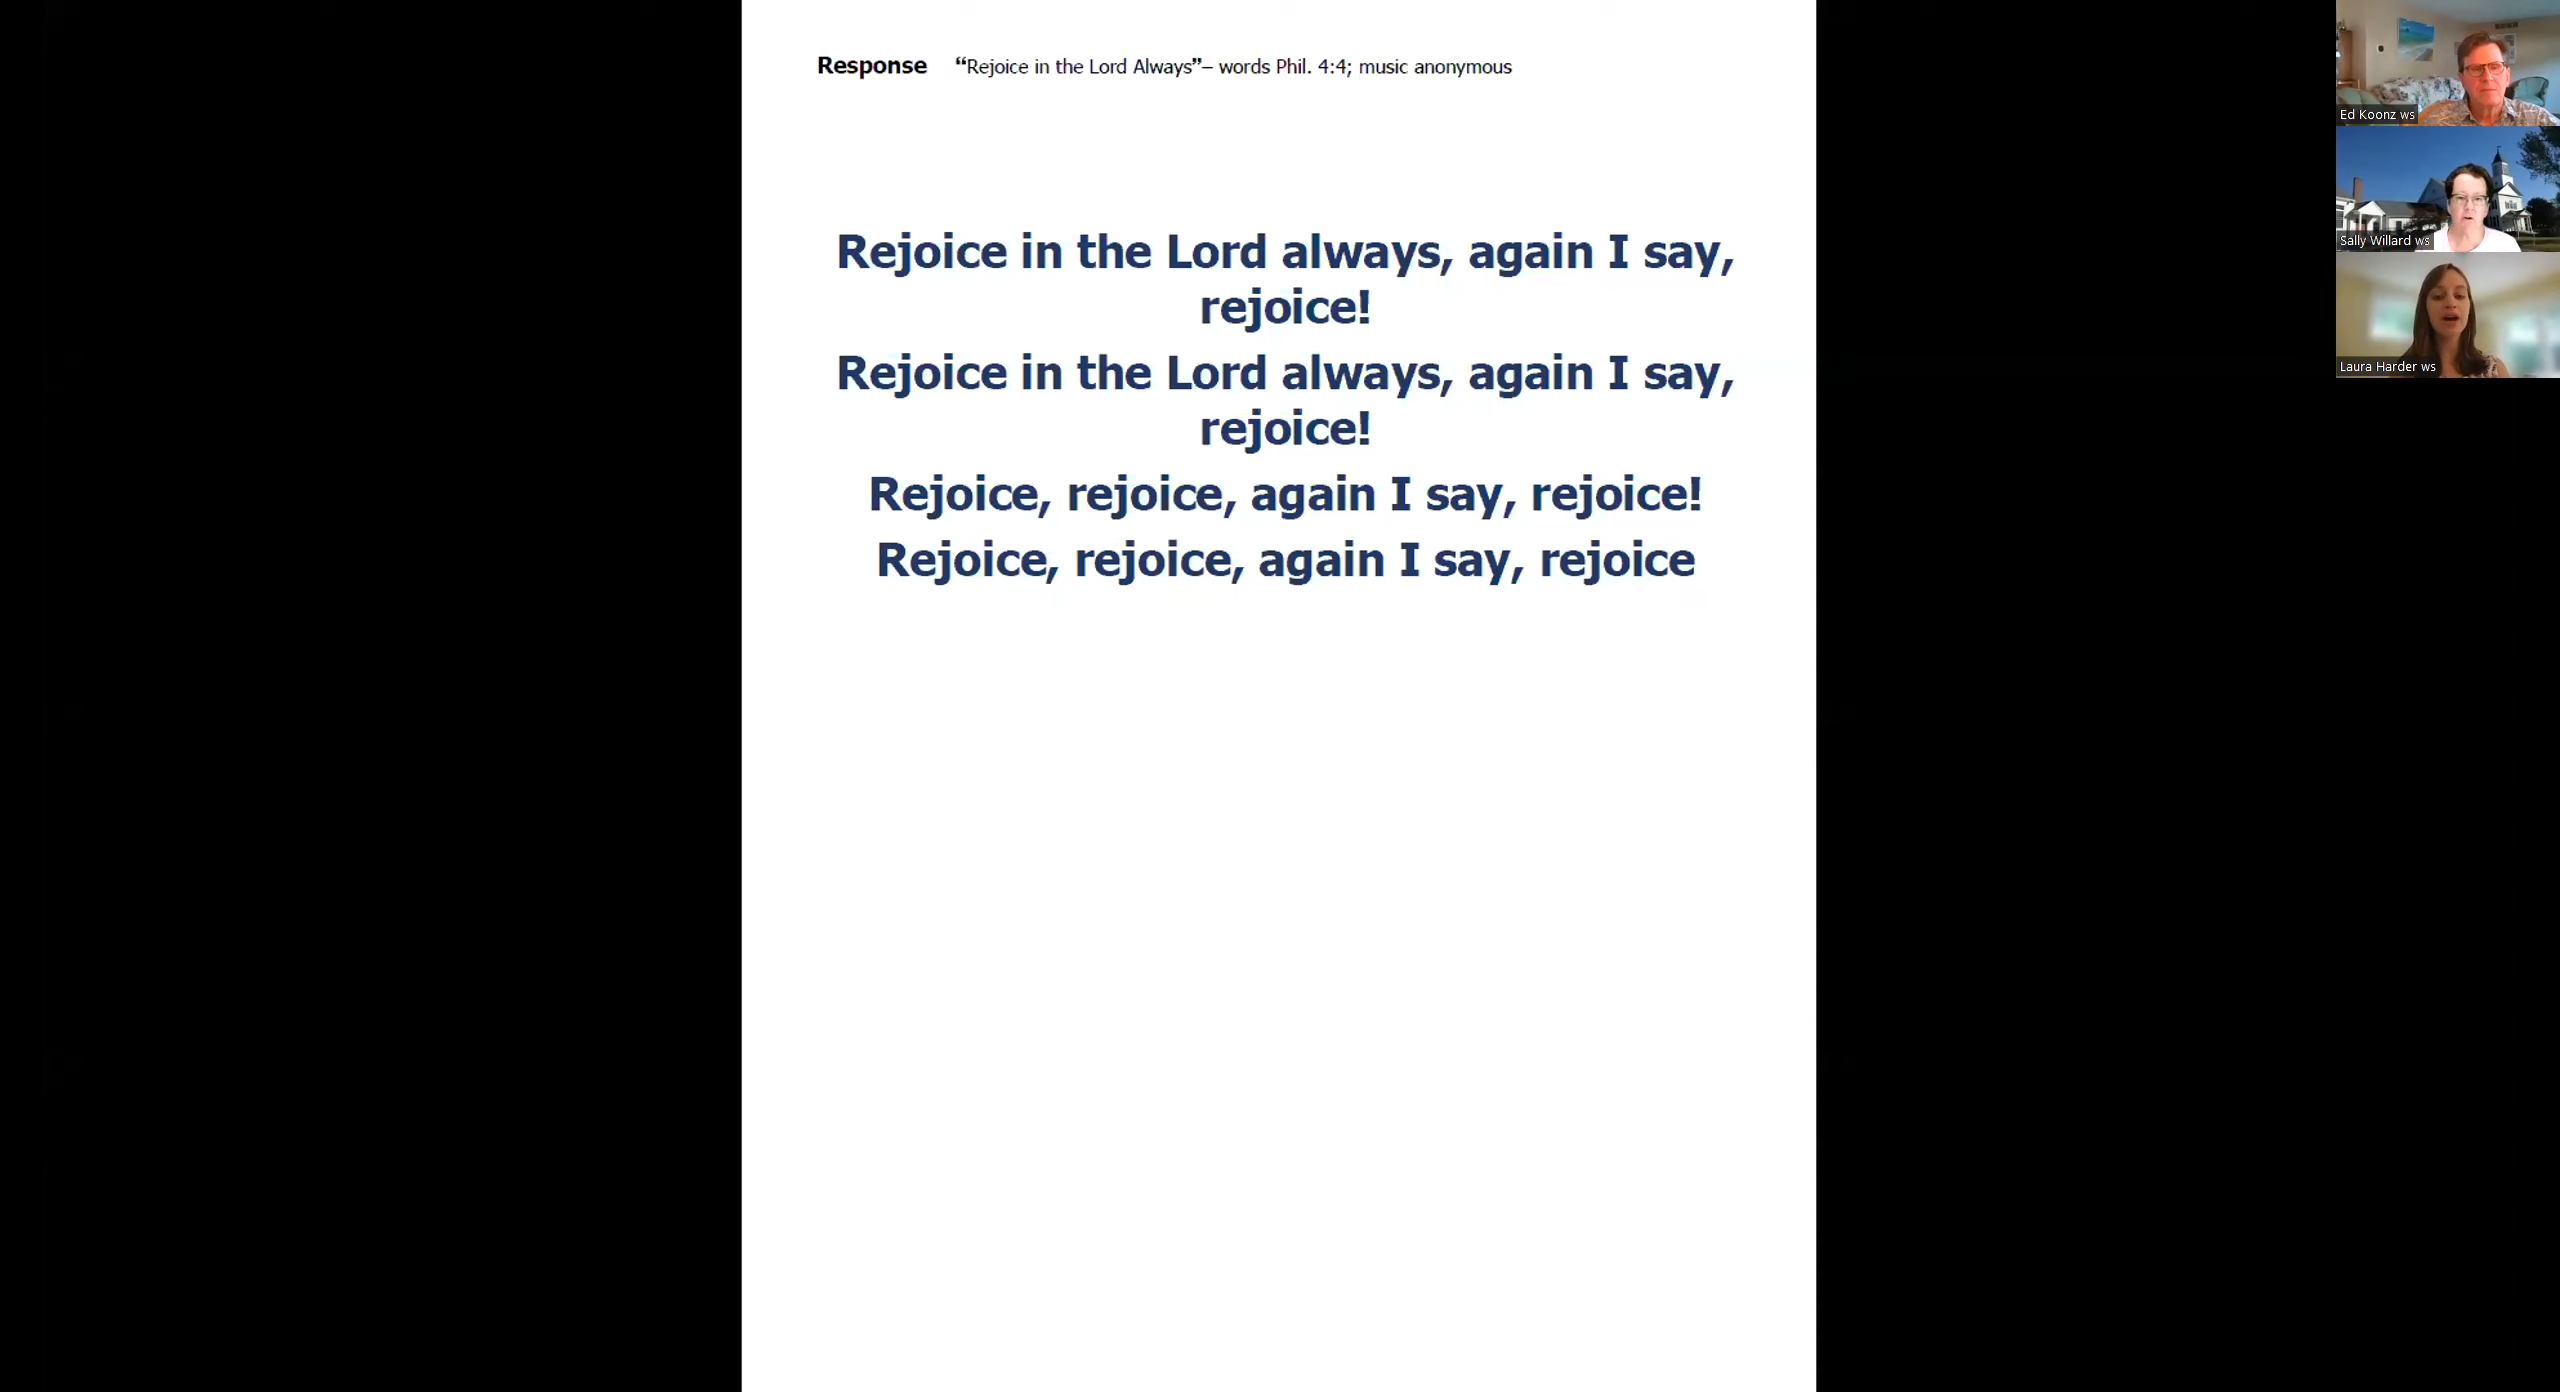 Response “Rejoice in the Lord Always”– words Phil. 4:4; music anonymous
Rejoice in the Lord always, again I say,
rejoice!
Rejoice in the Lord always, again I say,
rejoice!
Rejoice, rejoice, again I say, rejoice!
Rejoice, rejoice, again I say, rejoice
Ed Koonz ws
Sally Willard ws
Laura Harder ws